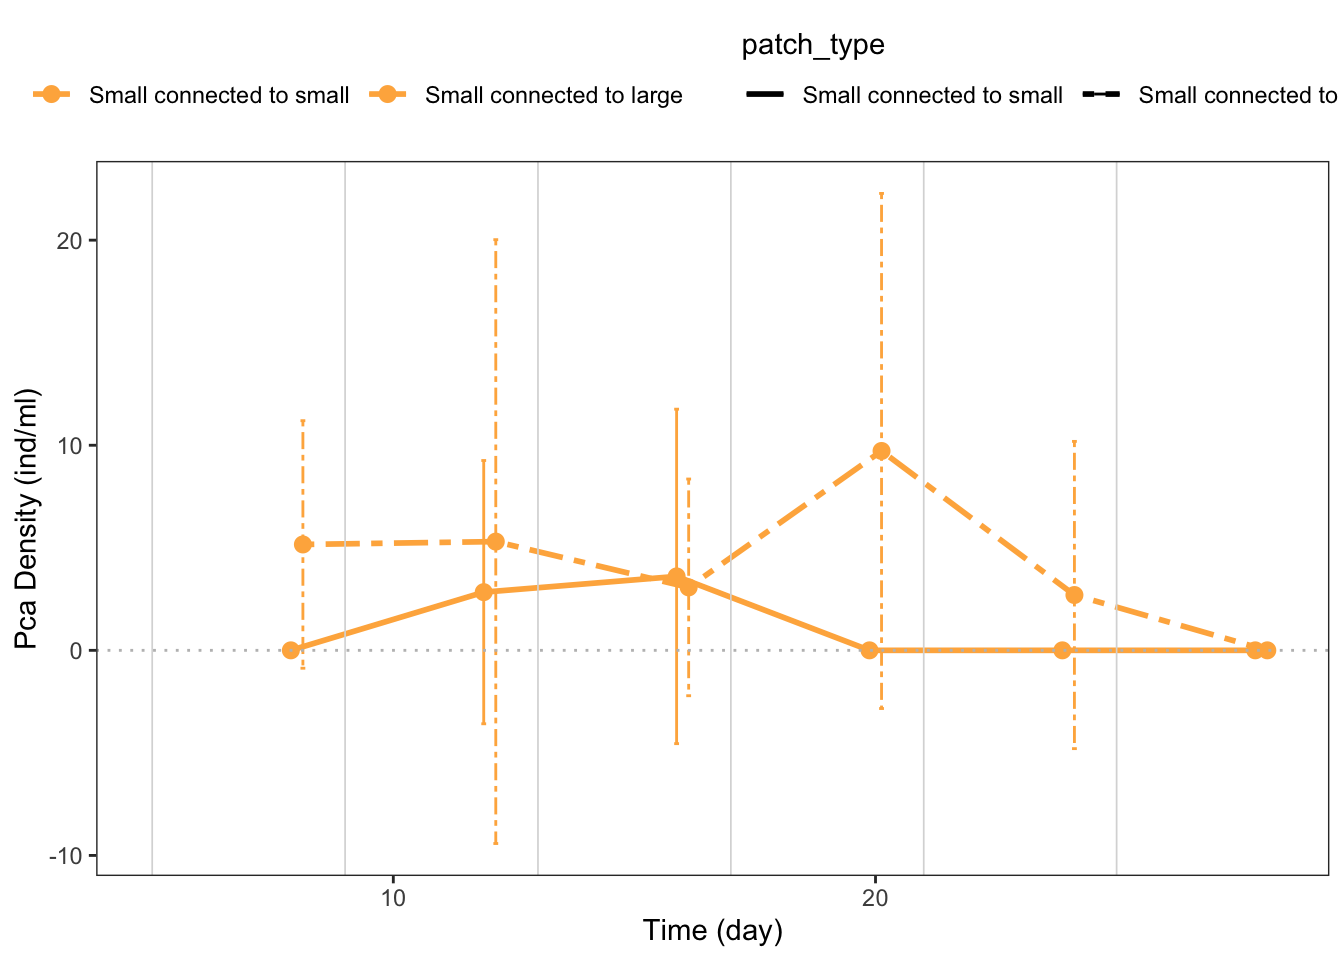 patch_type
Small connected to small Small connected to large Small connected to small Small connected to
20
10
0
-10
Pca Density (ind/ml)
10 20
Time (day)